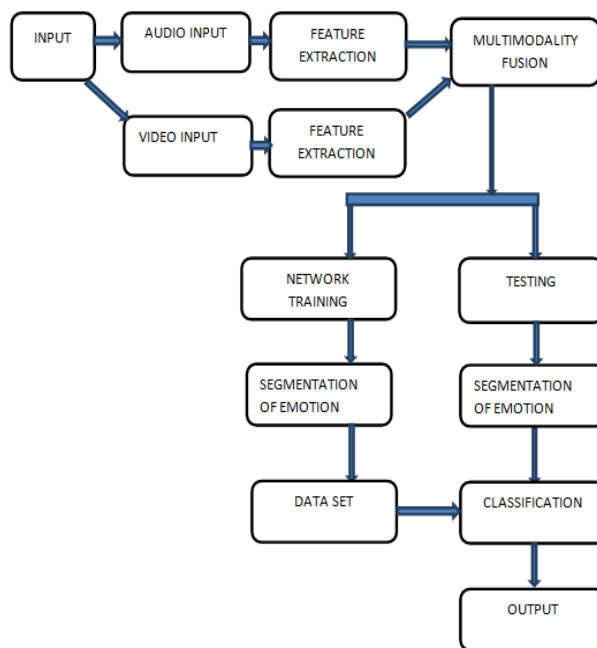 INPUT
AUDIO INPUT
FEATURE
EXTRACTION
MULTIMODALITY
FUSION
VIDEO INPUT
FEATURE
EXTRACTION
NETWORK
TRAINING
TESTING
SEGMENTATION
OF EMOTION
SEGMENTATION
OF EMOTION
DATA SET
CLASSIFICATION
OUTPUT